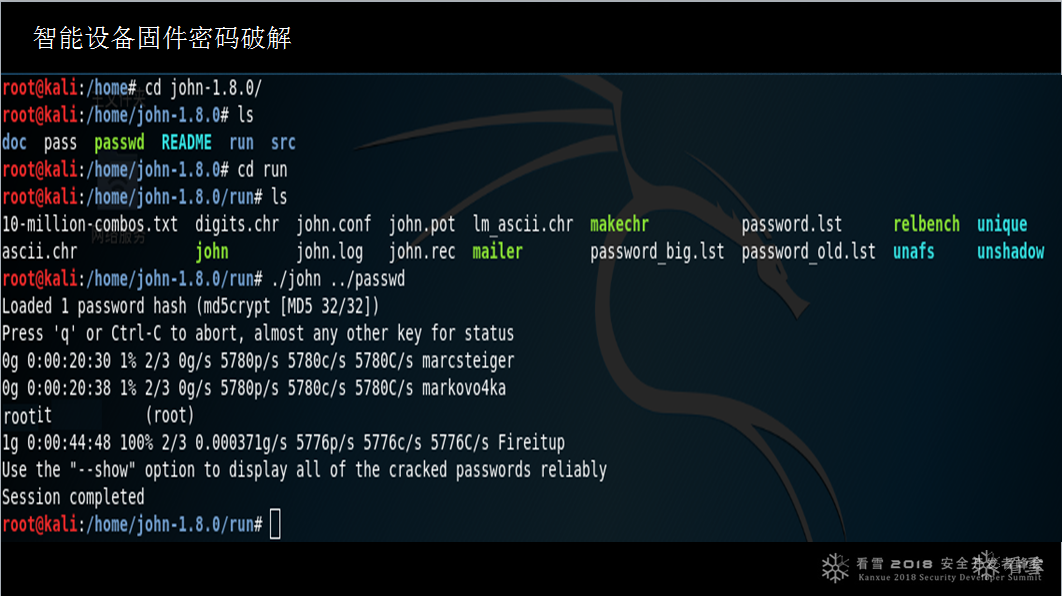 智能设备固件密码破解
root@kali:/home# cd john-1.8.0/
root@kali:/home/john-1.8.0# ls
doc pass passwd README run src
root@kali:/home/john-1.8.0# cd run
root@kali:/home/john-1.8.0/run# ls
10-million-combos.txt digits.chr john.conf john.pot lm_ascii.chr makechr password.lst relbench unique
ascii.chr john john.log john.rec mailer password_big.lst password_old.lst unafs unshadow
root@kali:/home/john-1.8.0/run# ./john ../passwd
Loaded 1 password hash (md5crypt [MD5 32/32])
Press 'q' or Ctrl-C to abort, almost any other key for status
0g 0:00:20:30 1% 2/3 0g/s 5780p/s 5780c/s 5780C/s marcsteiger
0g 0:00:20:38 1% 2/3 0g/s 5780p/s 5780c/s 5780C/s markovo4ka
rootit (root)
1g 0:00:44:48 100% 2/3 0.000371g/s 5776p/s 5776c/s 5776C/s Fireitup
Use the "--show" option to display all of the cracked passwords reliably
Session completed
root@kali:/home/john-1.8.0/run#
看雪 2018 安全开发者峰会
看雪
Kanxue 2018 Security Developer Summit